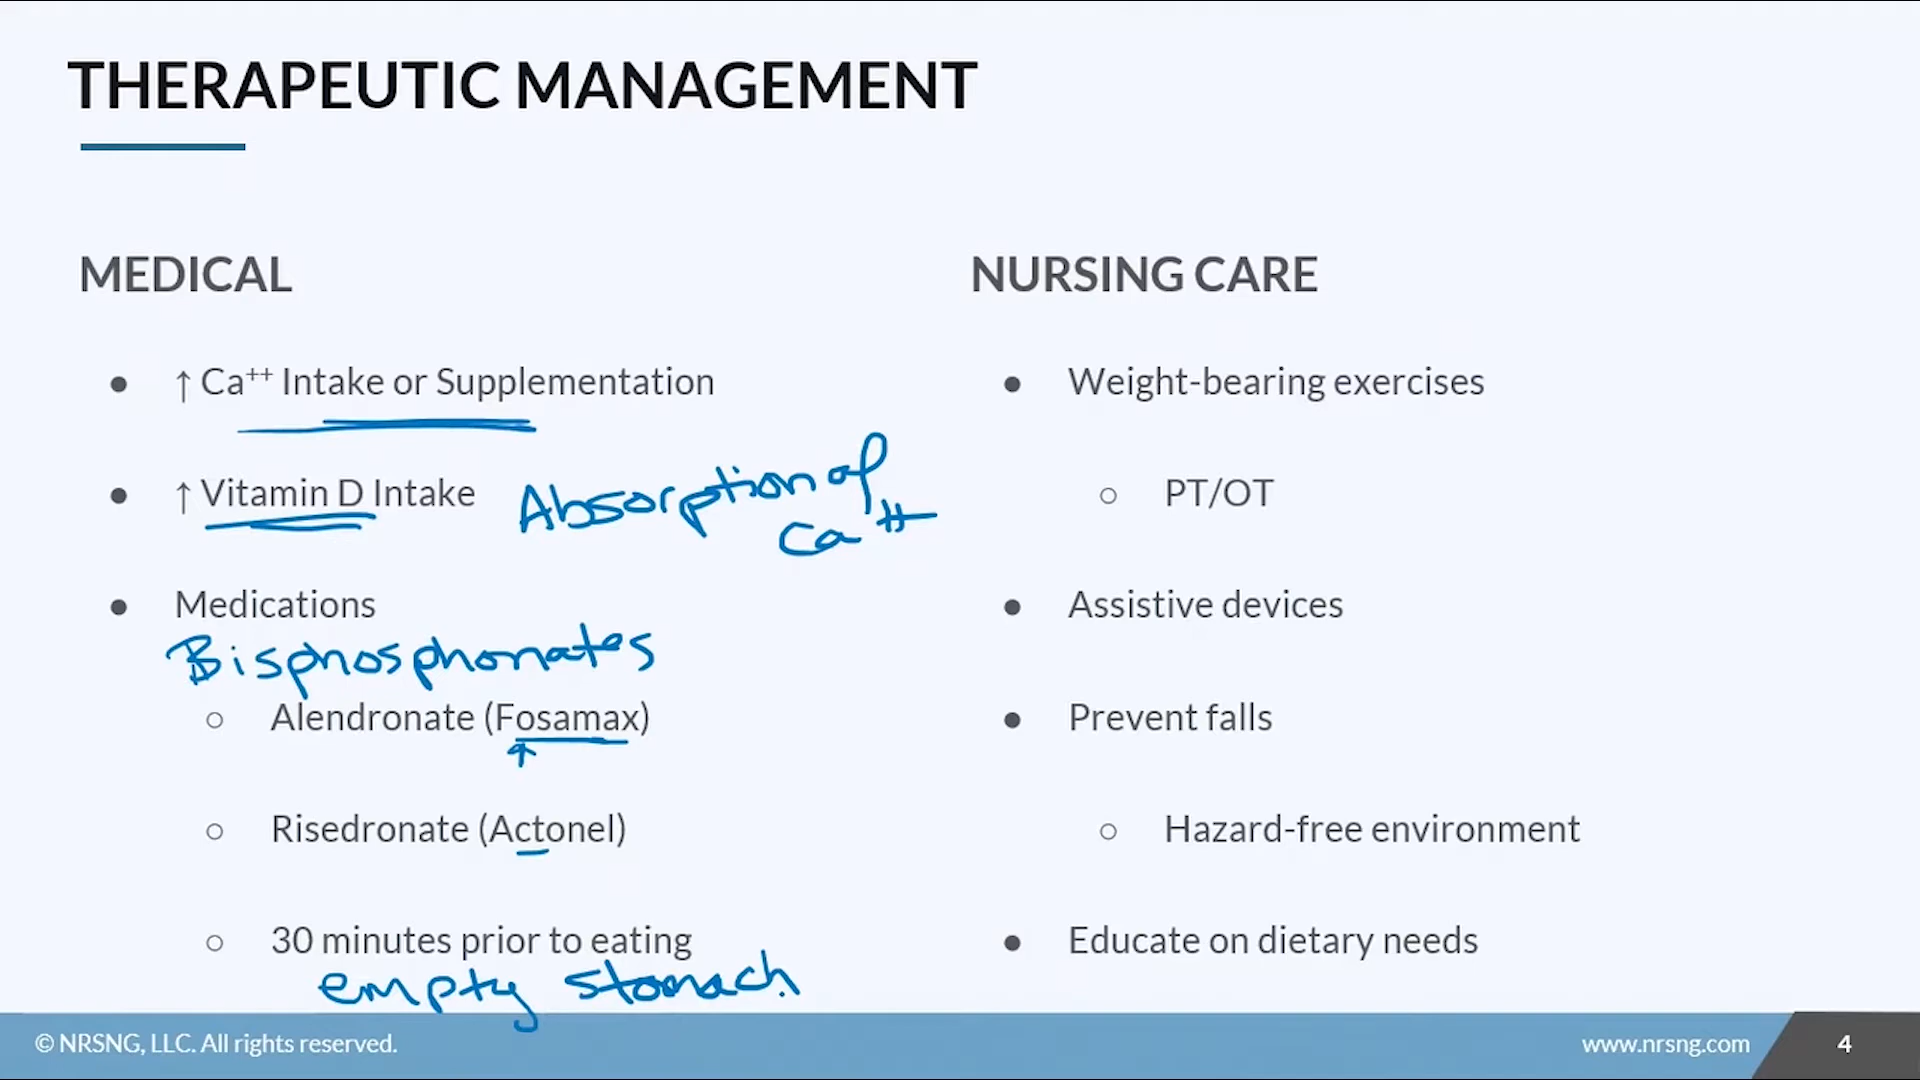 THERAPEUTIC MANAGEMENT
MEDICAL
● ↑ Ca⁺⁺ Intake or Supplementation
● ↑ Vitamin D Intake
Absorption of
Ca⁺⁺
● Medications
Bisphosphonates
○ Alendronate (Fosamax)
○ Risedronate (Actonel)
○ 30 minutes prior to eating
empty stomach
NURSING CARE
● Weight-bearing exercises
○ PT/OT
● Assistive devices
● Prevent falls
○ Hazard-free environment
● Educate on dietary needs
© NRSNG, LLC. All rights reserved.
www.nrsng.com
4